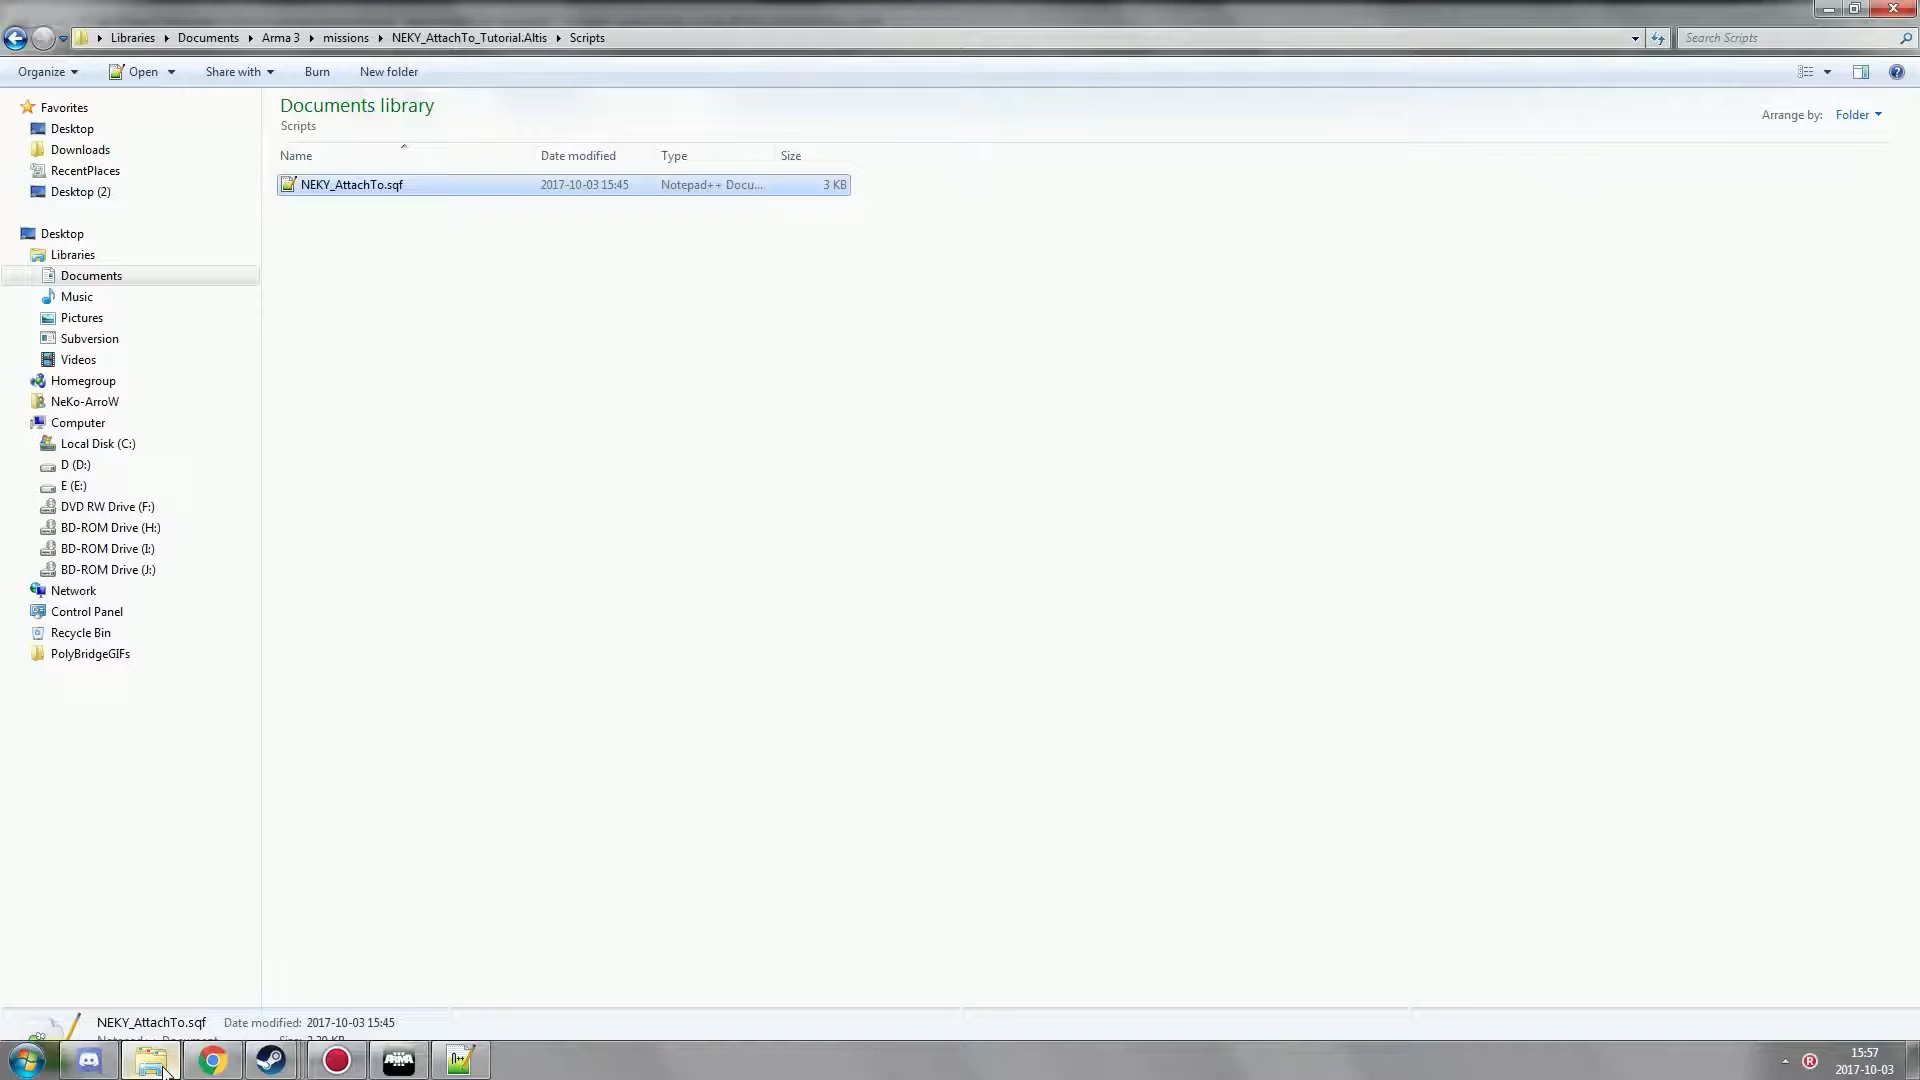 Libraries Documents Arma 3 missions NEKY_AttachTo_Tutorial.Altis Scripts
Search Scripts
Organize Open Share with Burn New folder
Documents library
Scripts
Arrange by: Folder
Name Date modified Type Size
NEKY_AttachTo.sqf 2017-10-03 15:45 Notepad++ Docu... 3 KB
Favorites
Desktop
Downloads
RecentPlaces
Desktop (2)
Desktop
Libraries
Documents
Music
Pictures
Subversion
Videos
Homegroup
NeKo-ArroW
Computer
Local Disk (C:)
D (D:)
E (E:)
DVD RW Drive (F:)
BD-ROM Drive (H:)
BD-ROM Drive (I:)
BD-ROM Drive (J:)
Network
Control Panel
Recycle Bin
PolyBridgeGIFs
NEKY_AttachTo.sqf Date modified: 2017-10-03 15:45
ARMA
15:57
2017-10-03